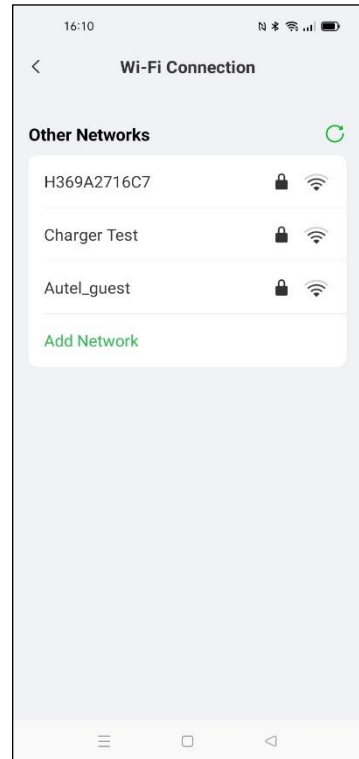 16:10
Wi-Fi Connection
Other Networks
H369A2716C7
Charger Test
Autel_guest
Add Network